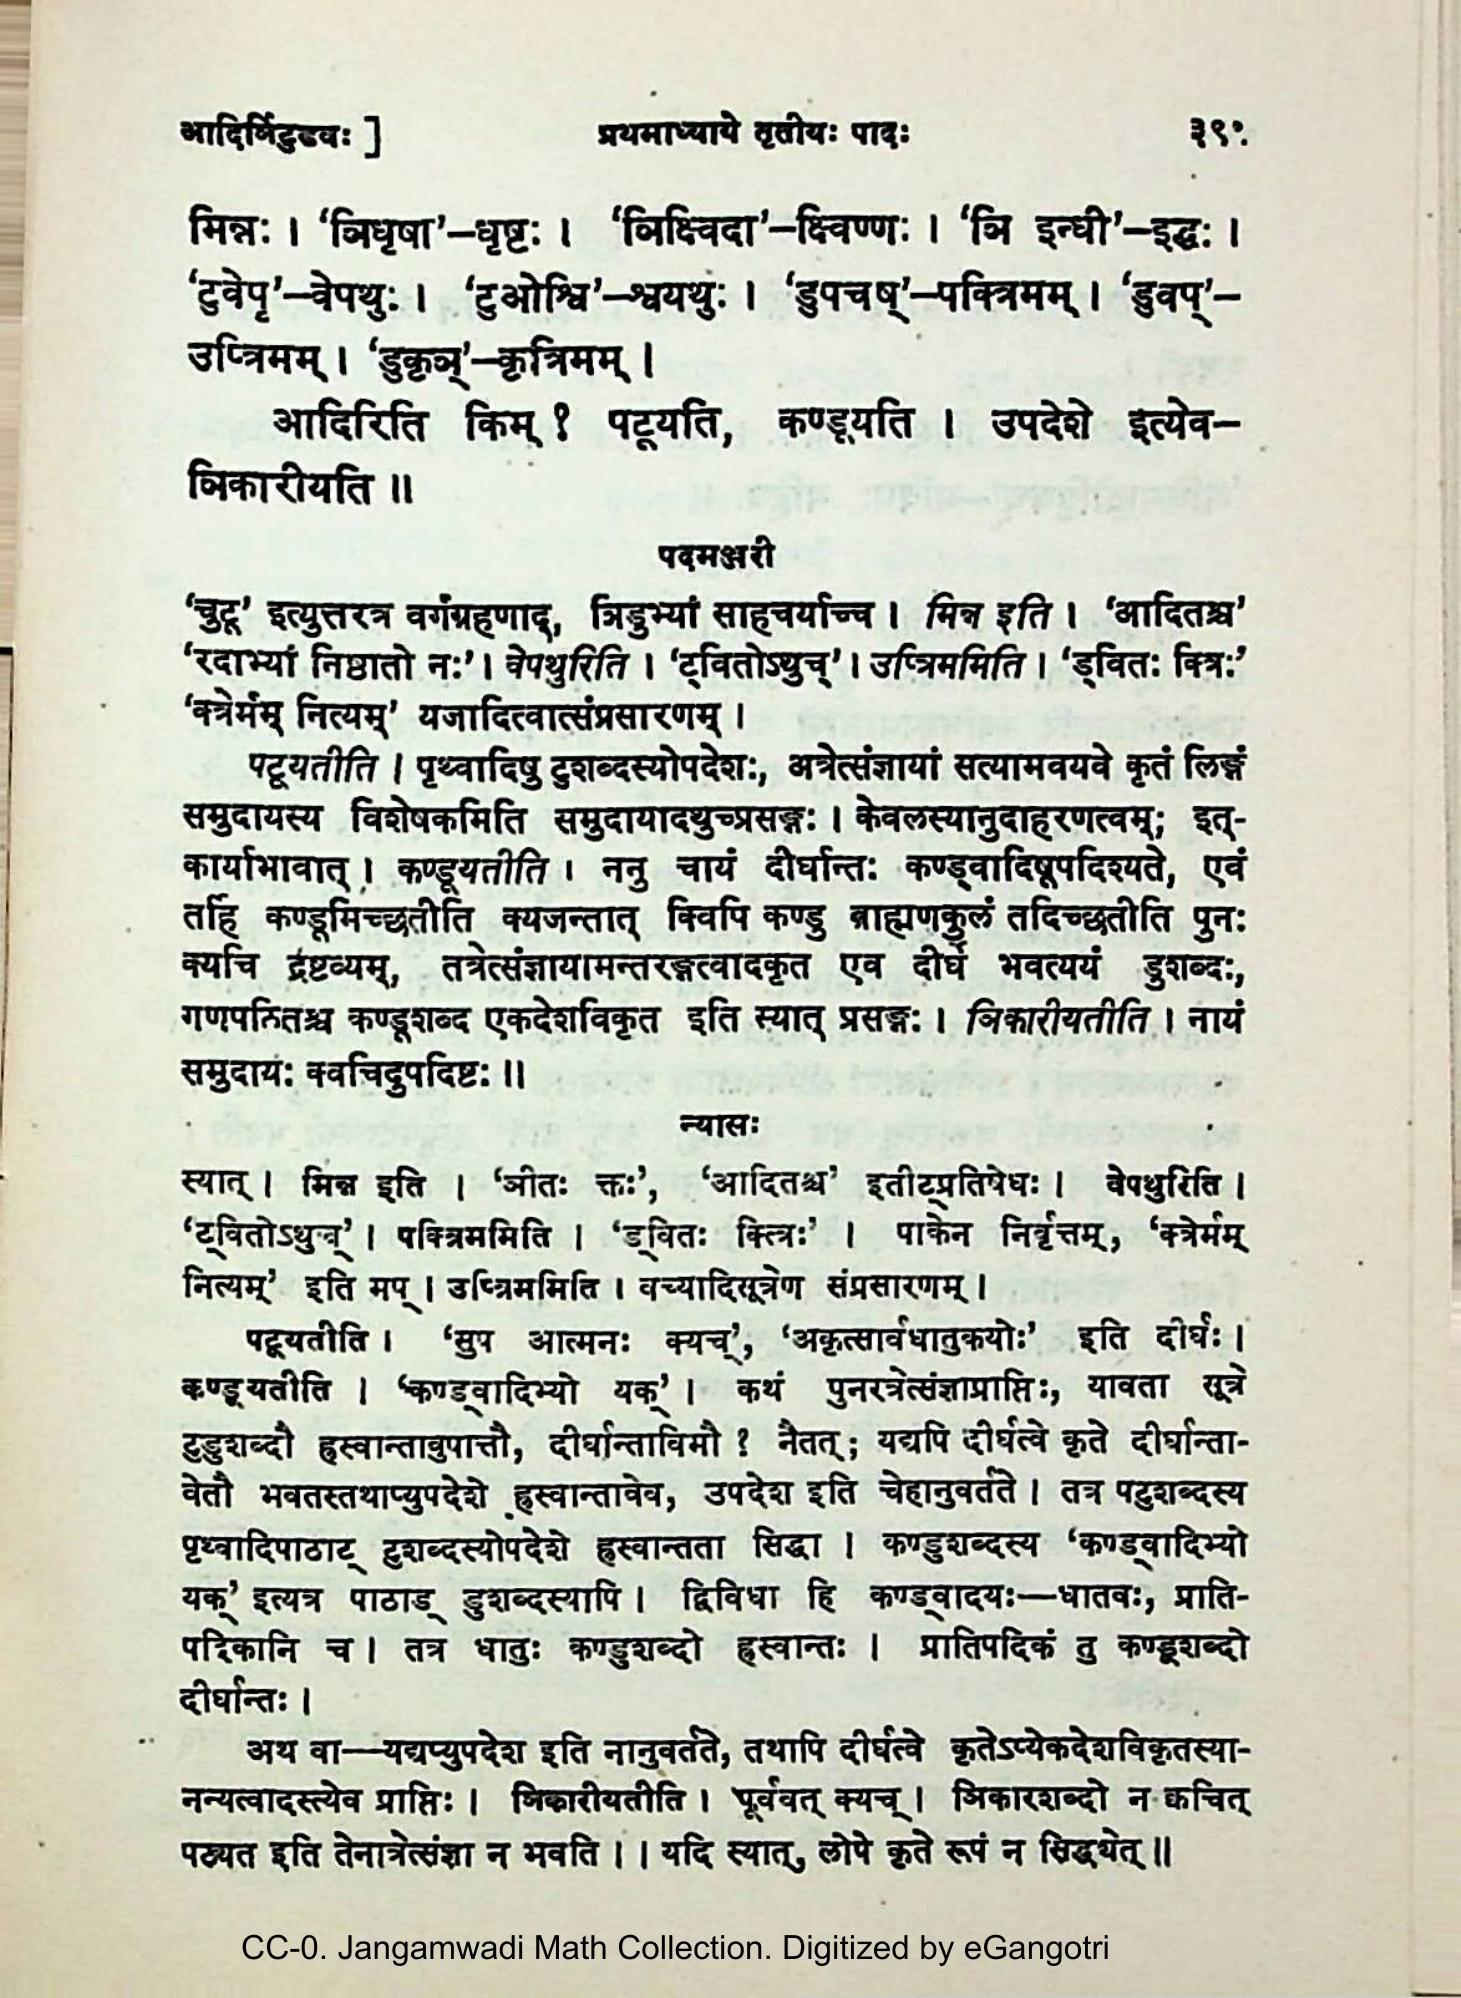 आदिर्ञिटुडवः ] प्रथमाध्याये तृतीयः पादः
मिन्नः । ‘ञिधृषा’–धृष्टः । ‘ञिक्ष्विदा’–क्ष्विण्णः । ‘ञि इन्धी’–इद्धः ।
‘टुवेपृ’–वेपथुः । ‘टुओश्वि’–श्वयथुः । ‘डुपचष्’–पक्त्रिमम् । ‘डुवप्’–
उप्त्रिमम् । ‘डुकृञ्’–कृत्रिमम् ।
आदिरिति किम् ? पटूयति, कण्डूयति । उपदेशे इत्येव–
ञिकारीयति ॥
पदमञ्जरी
‘चुटू’ इत्युत्तरत्र वर्गग्रहणाद्, ञिडुभ्यां साहचर्याच्च । मिन्न इति । ‘आदितश्च’
‘रदाभ्यां निष्ठातो नः’ । वेपथुरिति । ‘ट्वितोऽथुच्’ । उप्त्रिममिति । ‘ड्वितः क्त्रिः’
‘क्त्रेर्मम् नित्यम्’ यजादित्वात्संप्रसारणम् ।
पटूयतीति । पृथ्वादिषु टुशब्दस्योपदेशः, अत्रेत्संज्ञायां सत्यामवयवे कृतं लिङ्गं
समुदायस्य विशेषकमिति समुदायादथुच्प्रसङ्गः । केवलस्यानुदाहरणत्वम्; इत्-
कार्याभावात् । कण्डूयतीति । ननु चायं दीर्घान्तः कण्ड्वादिषूपदिश्यते, एवं
तर्हि कण्डूमिच्छतीति क्यजन्तात् क्विपि कण्डु ब्राह्मणकुलं तदिच्छतीति पुनः
क्यचि द्रष्टव्यम्, तत्रेत्संज्ञायामन्तरङ्गत्वादकृत एव दीर्घे भवत्ययं डुशब्दः,
गणपठितश्च कण्डूशब्द एकदेशविकृत इति स्यात् प्रसङ्गः । ञिकारीयतीति । नायं
समुदायः क्वचिदुपदिष्टः ॥
न्यासः
स्यात् । मिन्न इति । ‘ञीतः क्तः’, ‘आदितश्च’ इतीट्प्रतिषेधः । वेपथुरिति ।
‘ट्वितोऽथुच्’ । पक्त्रिममिति । ‘ड्वितः क्त्रिः’ । पाकेन निर्वृत्तम्, ‘क्त्रेर्मम्
नित्यम्’ इति मप् । उप्त्रिममिति । वच्यादिसूत्रेण संप्रसारणम् ।
पटूयतीति । ‘सुप आत्मनः क्यच्’, ‘अकृत्सार्वधातुकयोः’ इति दीर्घः ।
कण्डूयतीति । ‘कण्ड्वादिभ्यो यक्’ । कथं पुनरत्रेत्संज्ञाप्राप्तिः, यावता सूत्रे
टुडुशब्दौ ह्रस्वान्तावुपात्तौ, दीर्घान्ताविमौ ? नैतत्; यद्यपि दीर्घत्वे कृते दीर्घान्ता-
वेतौ भवतस्तथाप्युपदेशे ह्रस्वान्तावेव, उपदेश इति चेहानुवर्तते । तत्र पटुशब्दस्य
पृथ्वादिपाठाट् टुशब्दस्योपदेशे ह्रस्वान्तता सिद्धा । कण्डुशब्दस्य ‘कण्ड्वादिभ्यो
यक्’ इत्यत्र पाठाड् डुशब्दस्यापि । द्विविधा हि कण्ड्वादयः—धातवः, प्राति-
पदिकानि च । तत्र धातुः कण्डुशब्दो ह्रस्वान्तः । प्रातिपदिकं तु कण्डूशब्दो
दीर्घान्तः ।
अथ वा—यद्यप्युपदेश इति नानुवर्तते, तथापि दीर्घत्वे कृतेऽप्येकदेशविकृतस्या-
नन्यत्वादस्त्येव प्राप्तिः । ञिकारीयतीति । पूर्ववत् क्यच् । ञिकारशब्दो न क्वचित्
पठ्यत इति तेनात्रेत्संज्ञा न भवति । । यदि स्यात्, लोपे कृते रूपं न सिद्ध्येत् ॥
CC-0. Jangamwadi Math Collection. Digitized by eGangotri